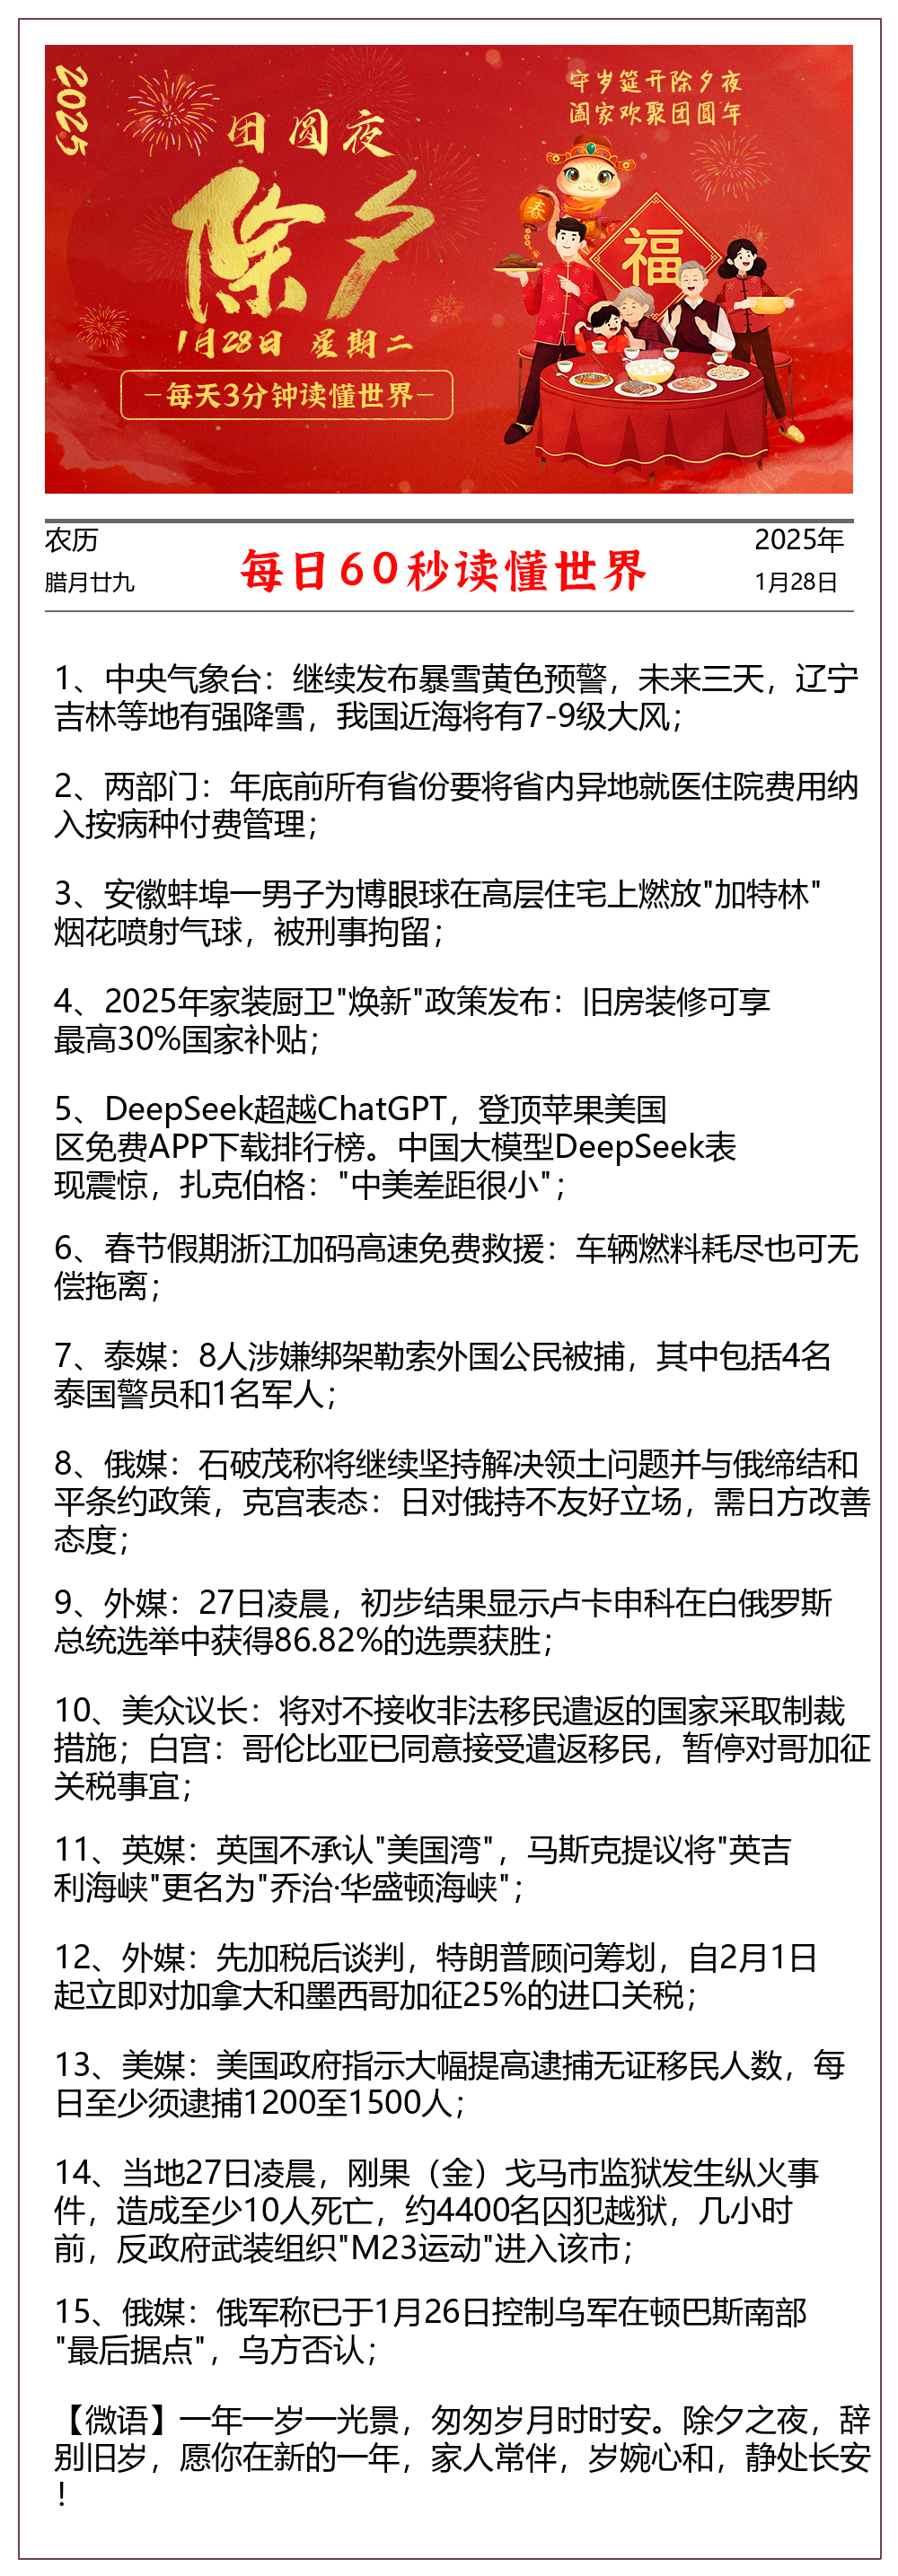 2025
团圆夜
除夕
1月28日 星期二
每天3分钟读懂世界
守岁筵开除夕夜
阖家欢聚团圆年
春
福
农历
腊月廿九
每日60秒读懂世界
2025年
1月28日
1、中央气象台：继续发布暴雪黄色预警，未来三天，辽宁
吉林等地有强降雪，我国近海将有7-9级大风；
2、两部门：年底前所有省份要将省内异地就医住院费用纳
入按病种付费管理；
3、安徽蚌埠一男子为博眼球在高层住宅上燃放"加特林"
烟花喷射气球，被刑事拘留；
4、2025年家装厨卫"焕新"政策发布：旧房装修可享
最高30%国家补贴；
5、DeepSeek超越ChatGPT，登顶苹果美国
区免费APP下载排行榜。中国大模型DeepSeek表
现震惊，扎克伯格："中美差距很小"；
6、春节假期浙江加码高速免费救援：车辆燃料耗尽也可无
偿拖离；
7、泰媒：8人涉嫌绑架勒索外国公民被捕，其中包括4名
泰国警员和1名军人；
8、俄媒：石破茂称将继续坚持解决领土问题并与俄缔结和
平条约政策，克宫表态：日对俄持不友好立场，需日方改善
态度；
9、外媒：27日凌晨，初步结果显示卢卡申科在白俄罗斯
总统选举中获得86.82%的选票获胜；
10、美众议长：将对不接收非法移民遣返的国家采取制裁
措施；白宫：哥伦比亚已同意接受遣返移民，暂停对哥加征
关税事宜；
11、英媒：英国不承认"美国湾"，马斯克提议将"英吉
利海峡"更名为"乔治·华盛顿海峡"；
12、外媒：先加税后谈判，特朗普顾问筹划，自2月1日
起立即对加拿大和墨西哥加征25%的进口关税；
13、美媒：美国政府指示大幅提高逮捕无证移民人数，每
日至少须逮捕1200至1500人；
14、当地27日凌晨，刚果（金）戈马市监狱发生纵火事
件，造成至少10人死亡，约4400名囚犯越狱，几小时
前，反政府武装组织"M23运动"进入该市；
15、俄媒：俄军称已于1月26日控制乌军在顿巴斯南部
"最后据点"，乌方否认；
【微语】一年一岁一光景，匆匆岁月时时安。除夕之夜，辞
别旧岁，愿你在新的一年，家人常伴，岁婉心和，静处长安
！